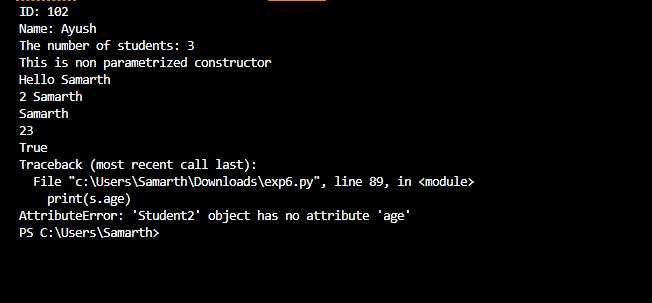 ID: 102
Name: Ayush
The number of students: 3
This is non parametrized constructor
Hello Samarth
2 Samarth
Samarth
23
True
Traceback (most recent call last):
  File "c:\Users\Samarth\Downloads\exp6.py", line 89, in <module>
    print(s.age)
AttributeError: 'Student2' object has no attribute 'age'
PS C:\Users\Samarth>